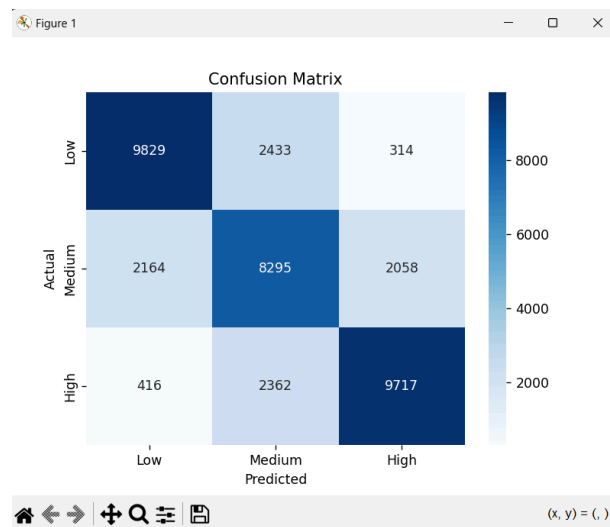 Figure 1
Confusion Matrix
Low
9829 2433 314
8000
Actual
Medium
2164 8295 2058
6000
4000
High
416 2362 9717
2000
Low Medium High
Predicted
(x, y) = (, )